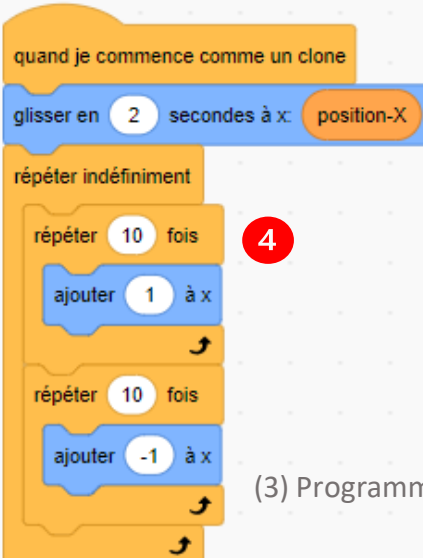 quand je commence comme un clone
glisser en 2 secondes à x: position-X
répéter indéfiniment
répéter 10 fois
4
ajouter 1 à x
répéter 10 fois
ajouter -1 à x
(3) Programm